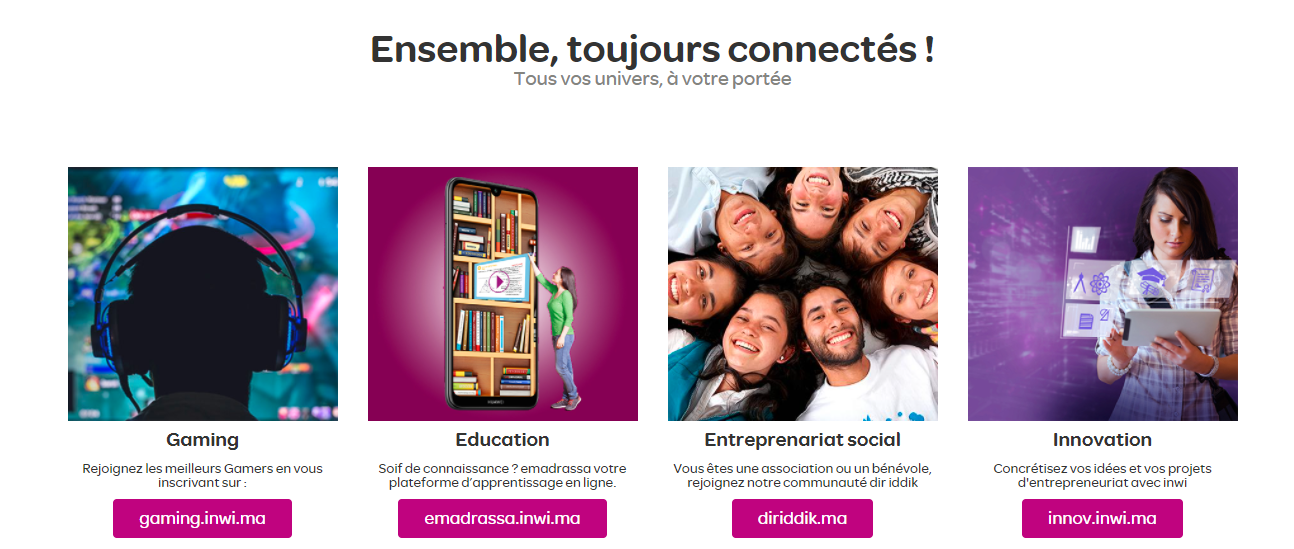 Ensemble, toujours connectés !
Tous vos univers, à votre portée
Gaming
Rejoignez les meilleurs Gamers en vous
inscrivant sur :
gaming.inwi.ma
Education
Soif de connaissance ? emadrassa votre
plateforme d’apprentissage en ligne.
emadrassa.inwi.ma
Entreprenariat social
Vous êtes une association ou un bénévole,
rejoignez notre communauté dir iddik
diriddik.ma
Innovation
Concrétisez vos idées et vos projets
d'entrepreneuriat avec inwi
innov.inwi.ma